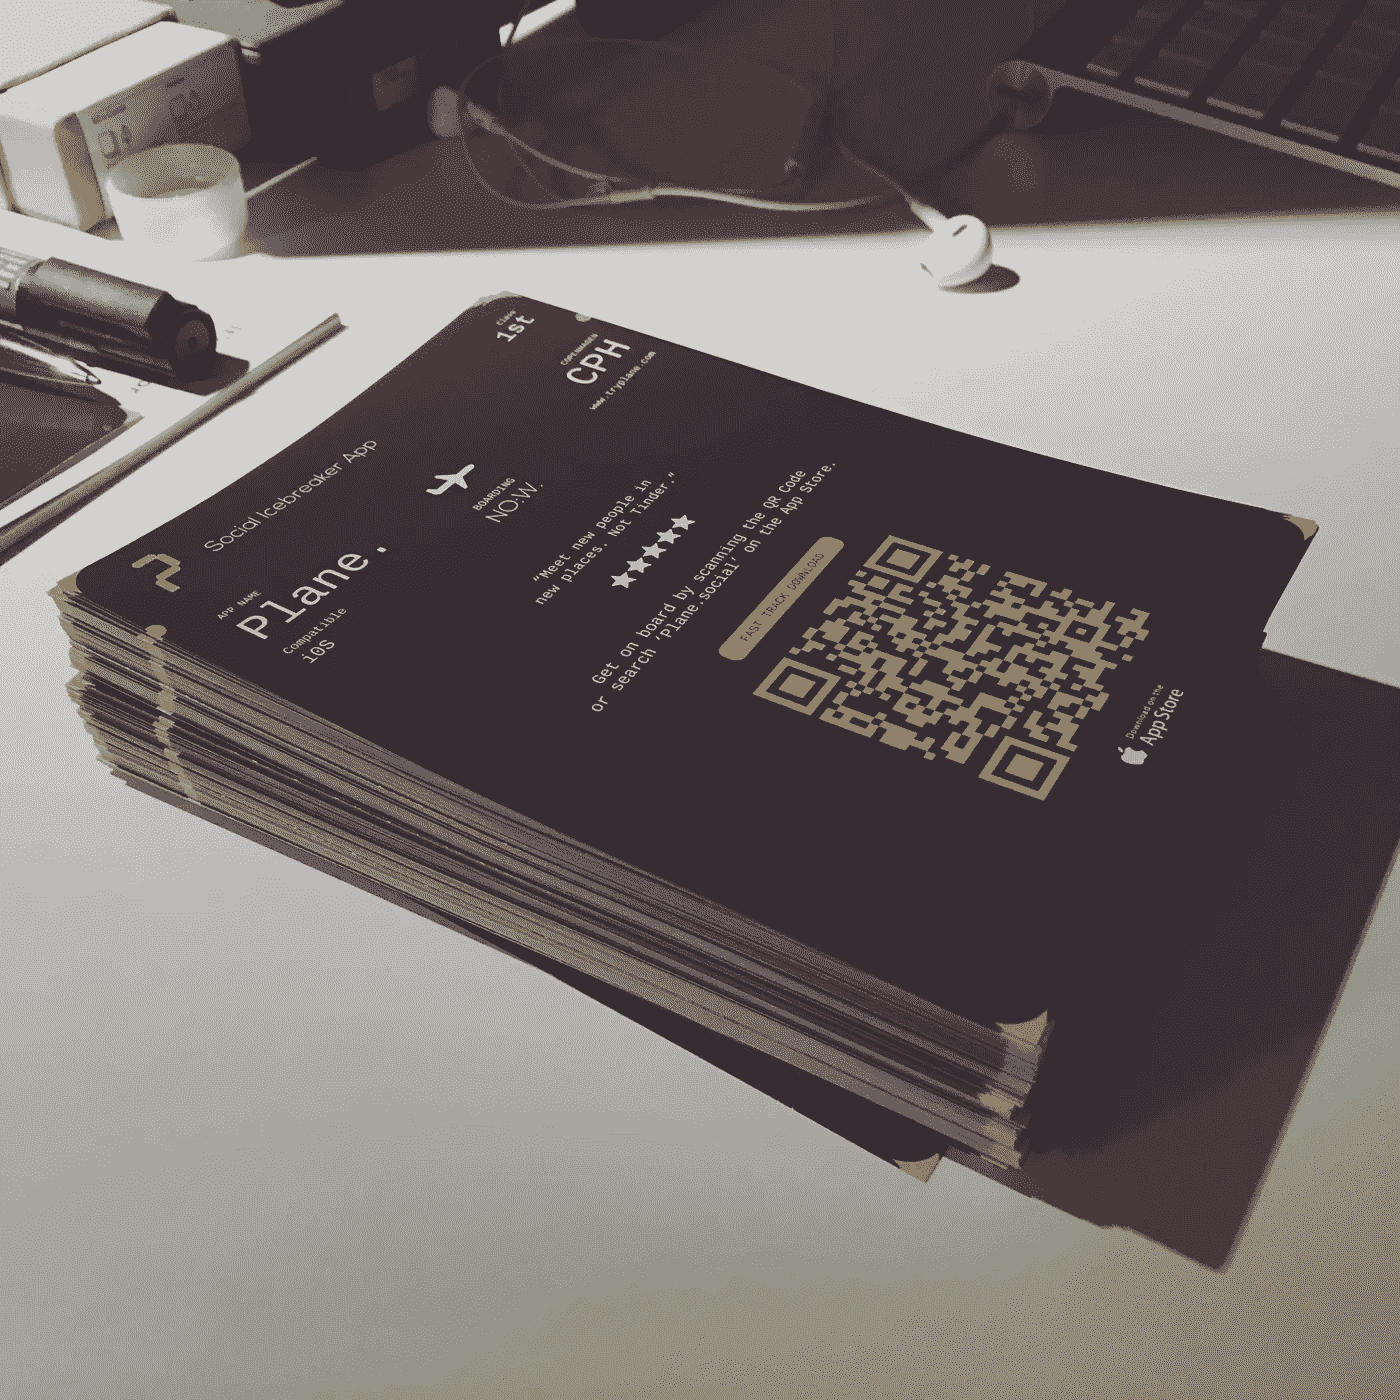 Social Icebreaker App
Class
1st
APP NAME
Plane.
Compatible
iOS
BOARDING
NOW.
COPENHAGEN
CPH
www.tryplane.com
“Meet new people in
new places. Not Tinder.”
Get on board by scanning the QR Code
or search ‘Plane.social’ on the App Store.
FAST TRACK DOWNLOAD
Download on the
App Store